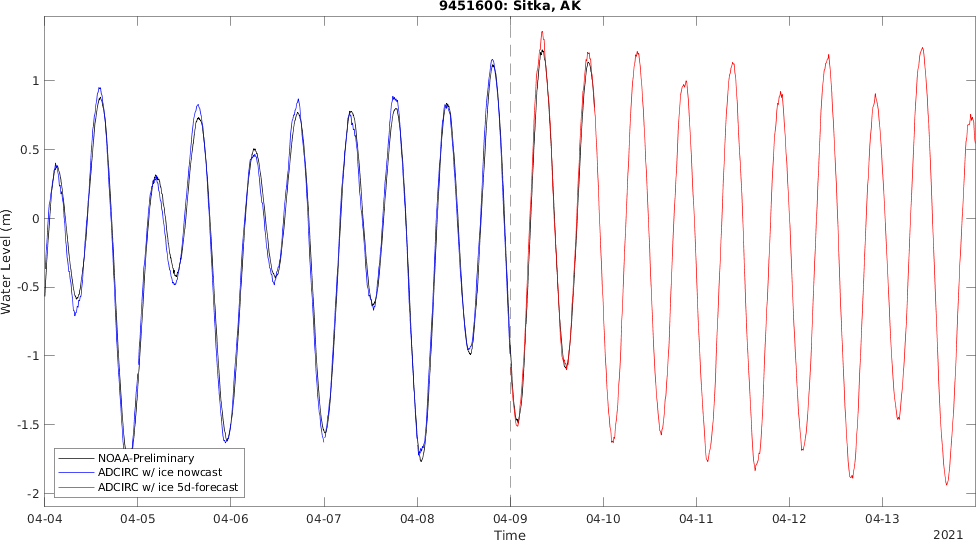 9451600: Sitka, AK
Water Level (m)
1
0.5
0
-0.5
-1
-1.5
-2
NOAA-Preliminary
ADCIRC w/ ice nowcast
ADCIRC w/ ice 5d-forecast
04-04 04-05 04-06 04-07 04-08 04-09 04-10 04-11 04-12 04-13
Time
2021